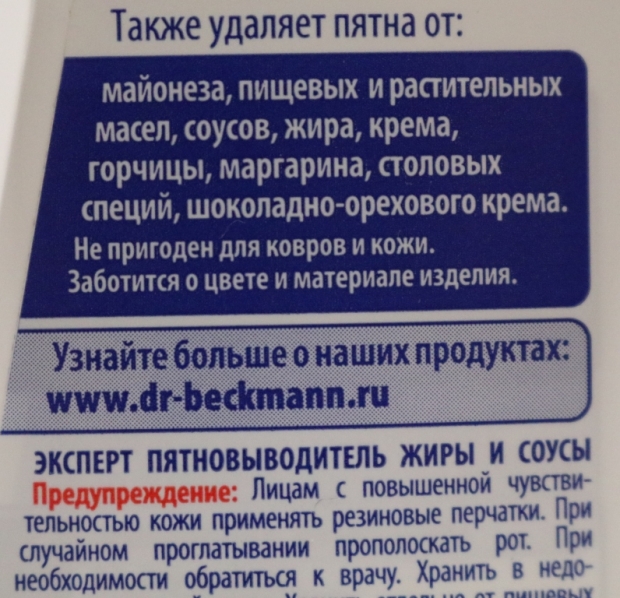 Также удаляет пятна от:
майонеза, пищевых и растительных
масел, соусов, жира, крема,
горчицы, маргарина, столовых
специй, шоколадно-орехового крема.
Не пригоден для ковров и кожи.
Заботится о цвете и материале изделия.
Узнайте больше о наших продуктах:
www.dr-beckmann.ru
ЭКСПЕРТ ПЯТНОВЫВОДИТЕЛЬ ЖИРЫ И СОУСЫ
Предупреждение: Лицам с повышенной чувстви-
тельностью кожи применять резиновые перчатки. При
случайном проглатывании прополоскать рот. При
необходимости обратиться к врачу. Хранить в недо-
отдельно от пищевых